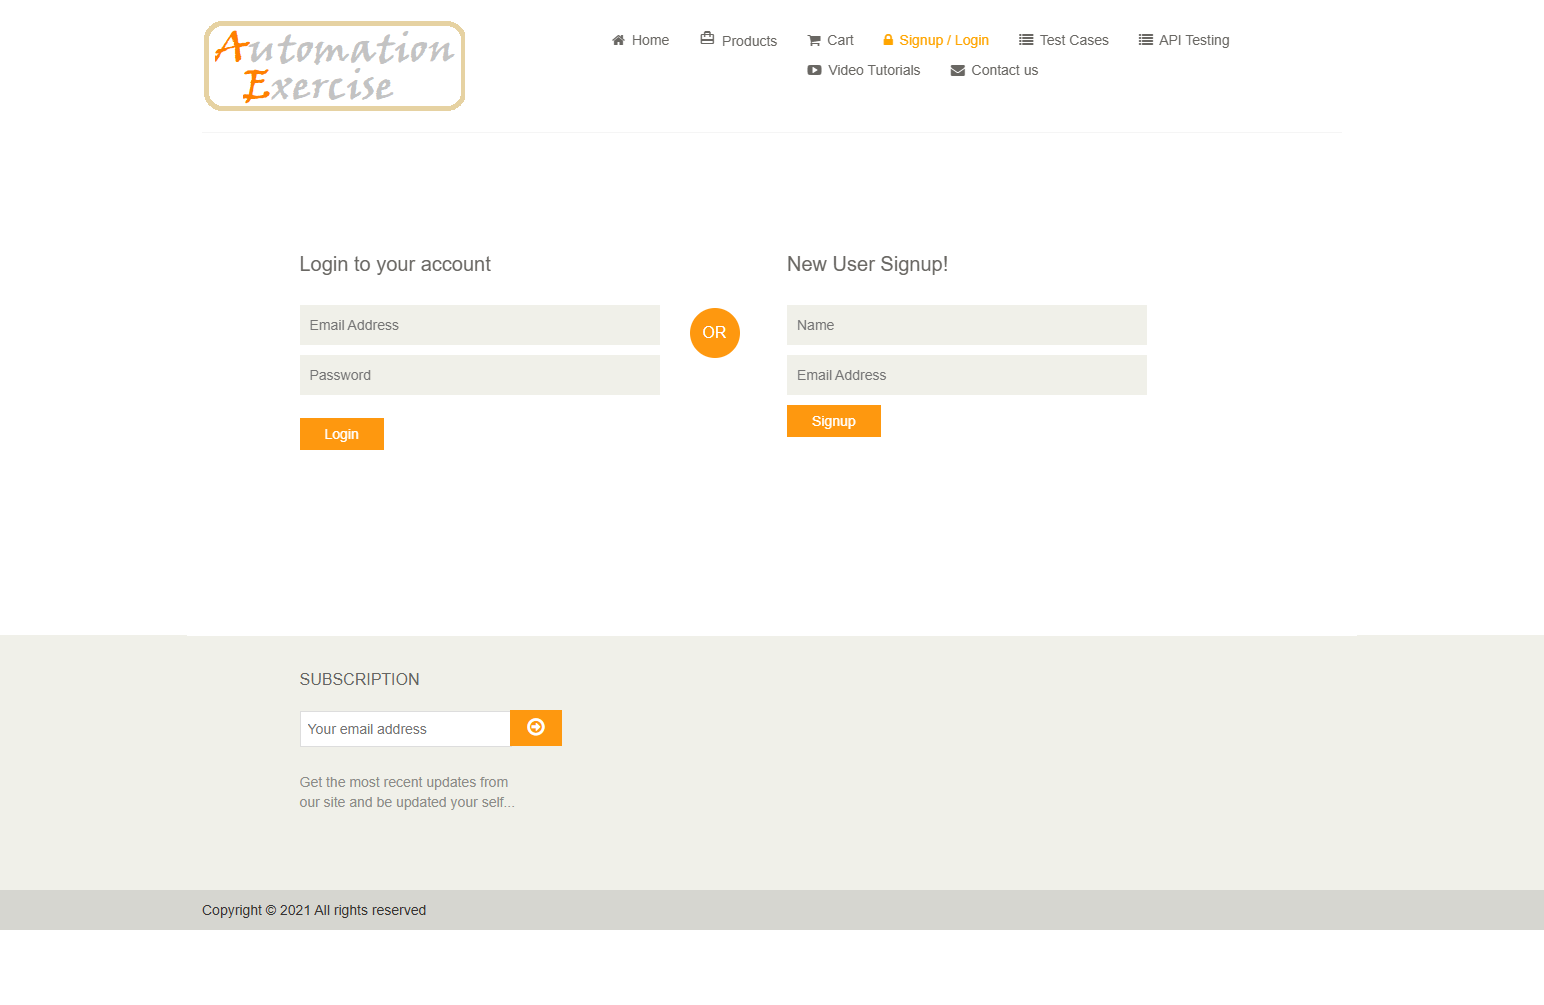 Automation
Exercise
Home
Products
Cart
Signup / Login
Test Cases
API Testing
Video Tutorials
Contact us
Login to your account
Email Address
Password
Login
OR
New User Signup!
Name
Email Address
Signup
SUBSCRIPTION
Your email address
Get the most recent updates from
our site and be updated your self...
Copyright © 2021 All rights reserved